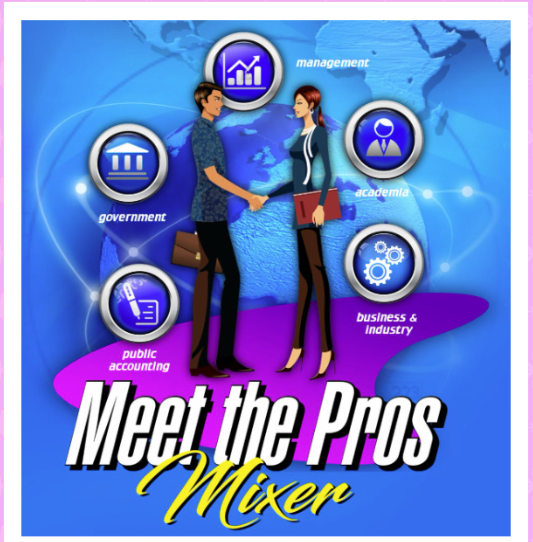 management
academia
government
business &
industry
public
accounting
Meet the Pros
Mixer